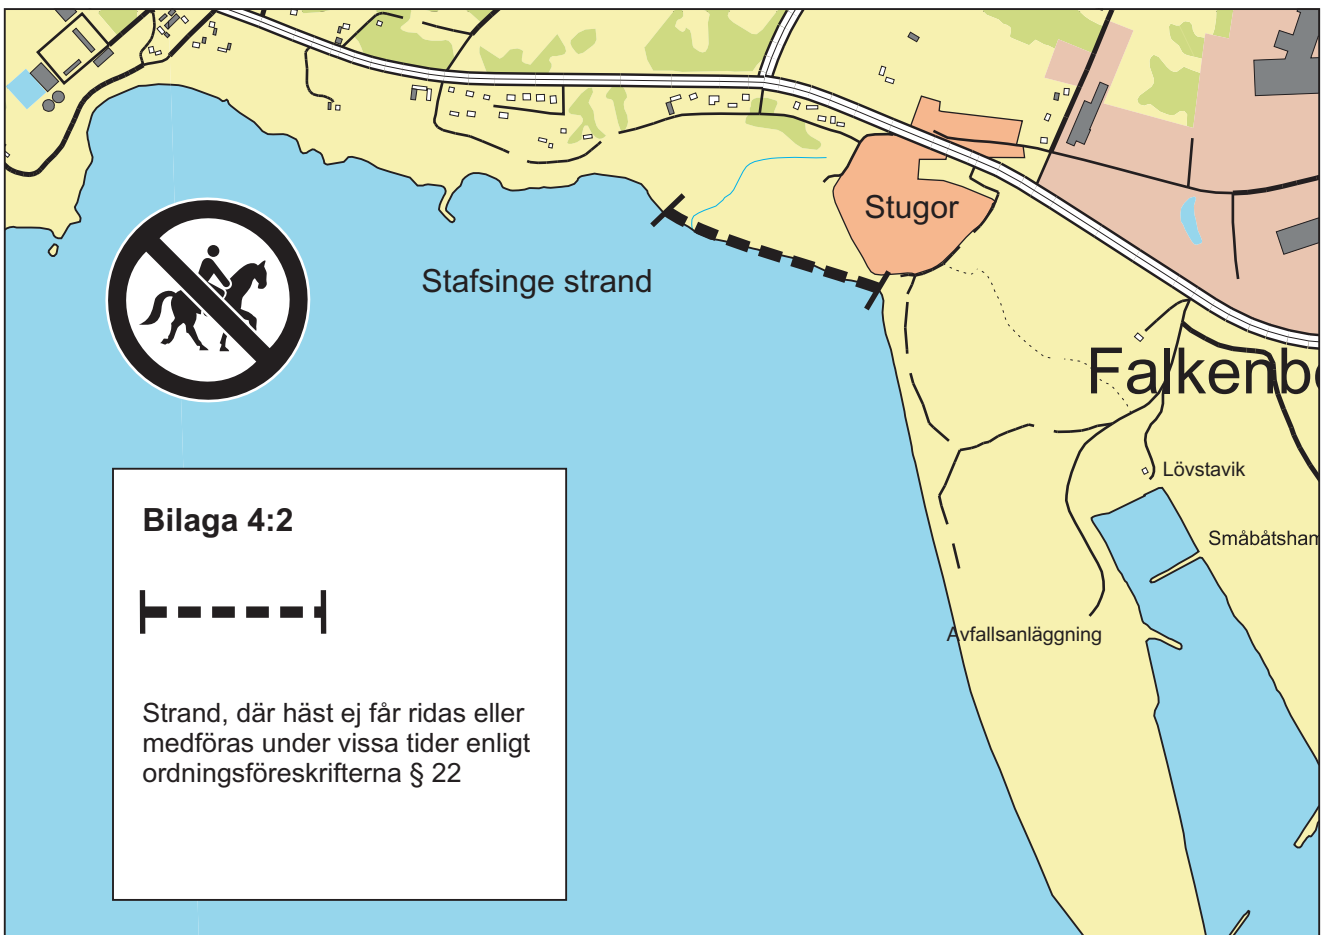 Stugor
Stafsinge strand
Falkenbe
Lövstavik
Småbåtsham
Avfallsanläggning
Bilaga 4:2
Strand, där häst ej får ridas eller
medföras under vissa tider enligt
ordningsföreskrifterna § 22